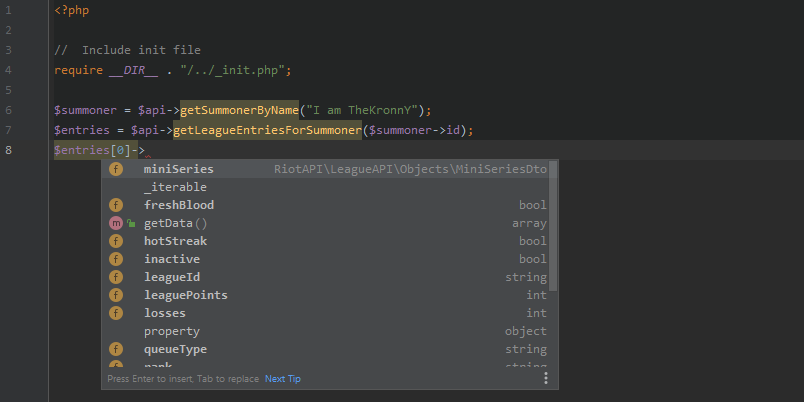 1 <?php
2
3 // Include init file
4 require __DIR__ . "/../_init.php";
5
6 $summoner = $api->getSummonerByName("I am TheKronnY");
7 $entries = $api->getLeagueEntriesForSummoner($summoner->id);
8 $entries[0]->
f miniSeries RiotAPI\LeagueAPI\Objects\MiniSeriesDto
_iterable
f freshBlood bool
m getData() array
f hotStreak bool
f inactive bool
f leagueId string
f leaguePoints int
f losses int
property object
f queueType string
f rank string
Press Enter to insert, Tab to replace Next Tip